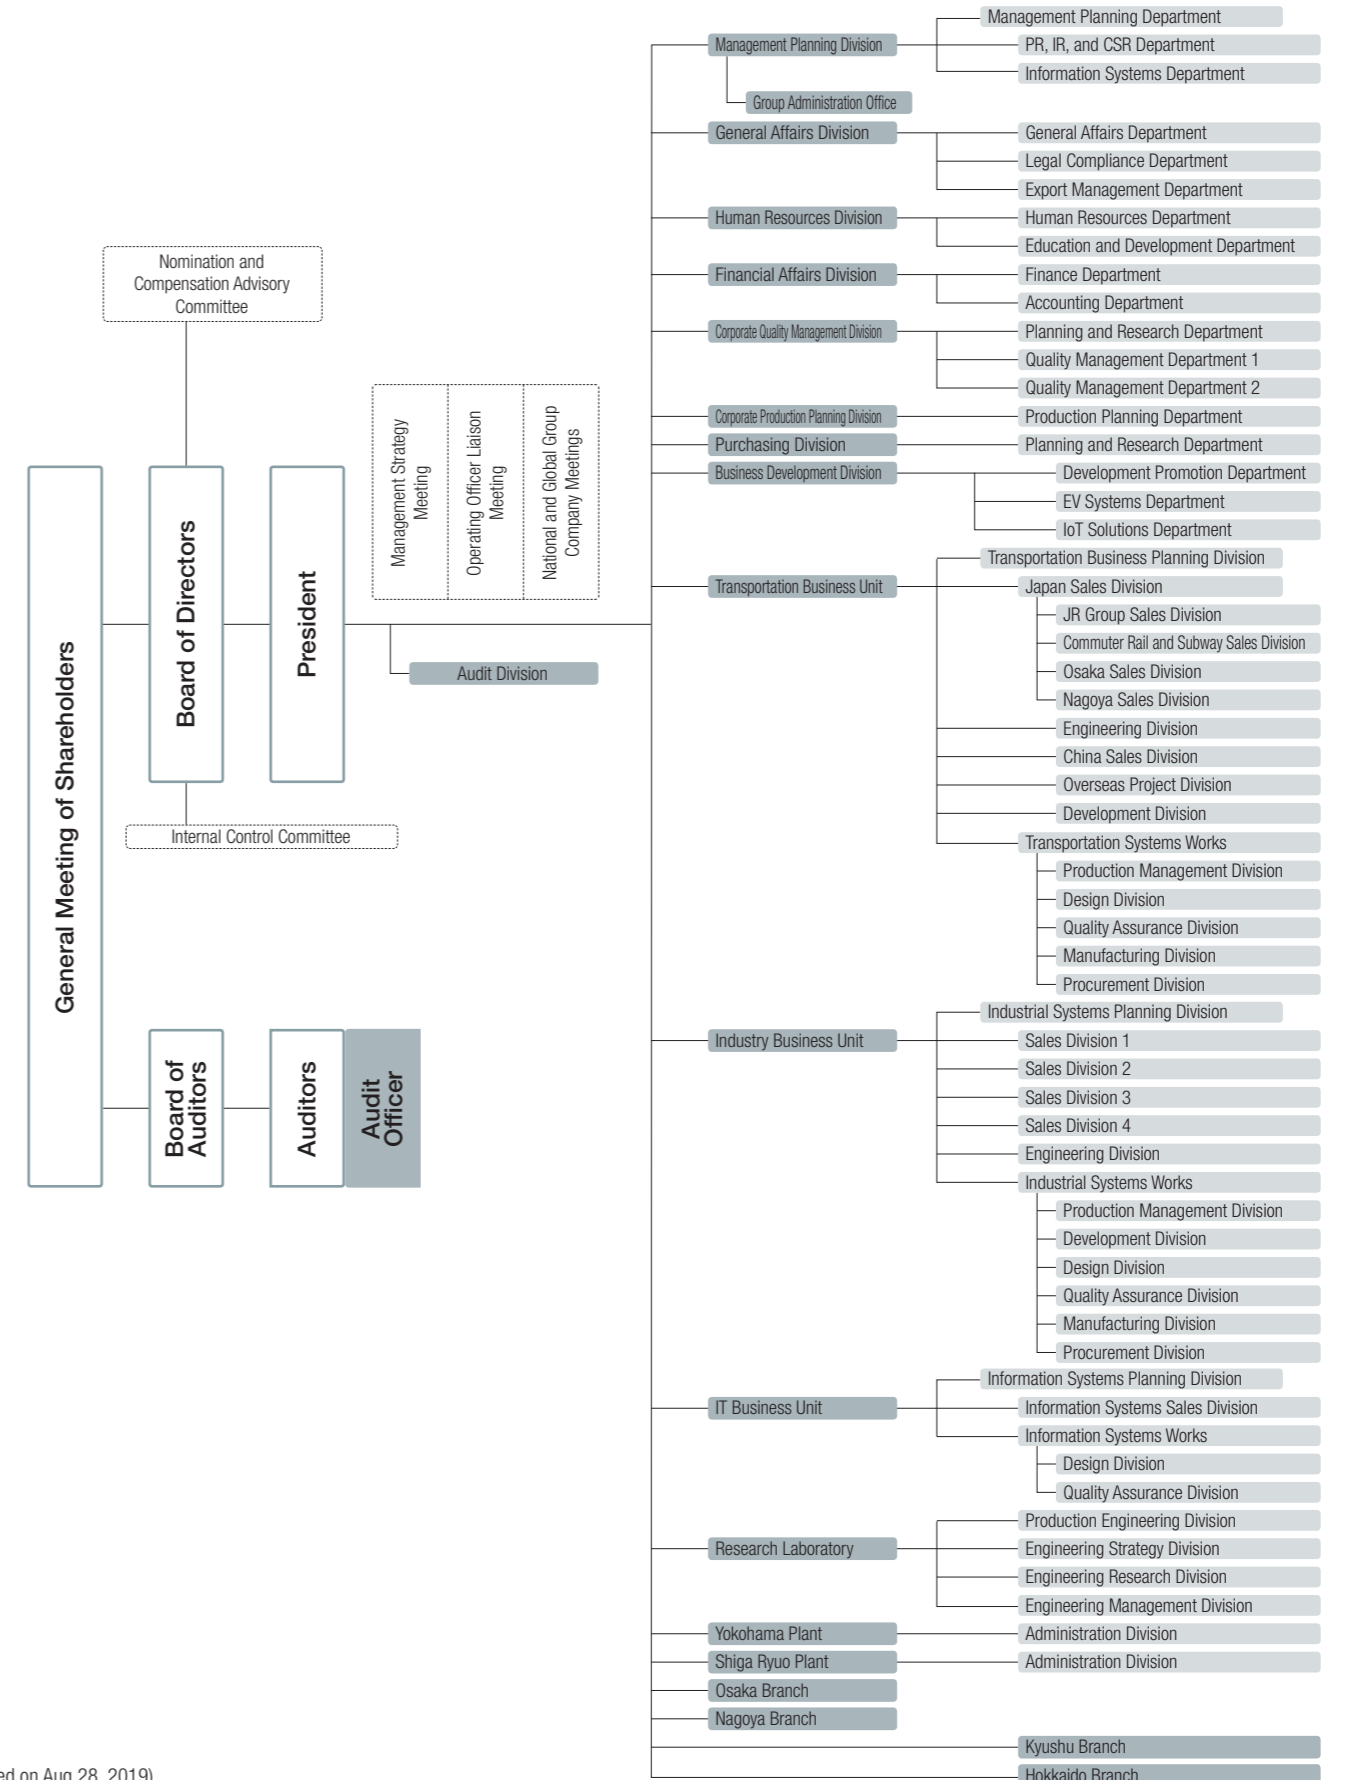 General Meeting of Shareholders
Nomination and
Compensation Advisory
Committee
Board of Directors
Internal Control Committee
President
Management Strategy
Meeting
Operating Officer Liaison
Meeting
National and Global Group
Company Meetings
Audit Division
Board of
Auditors
Auditors
Audit
Officer
Management Planning Division
Management Planning Department
PR, IR, and CSR Department
Information Systems Department
Group Administration Office
General Affairs Division
General Affairs Department
Legal Compliance Department
Export Management Department
Human Resources Division
Human Resources Department
Education and Development Department
Financial Affairs Division
Finance Department
Accounting Department
Corporate Quality Management Division
Planning and Research Department
Quality Management Department 1
Quality Management Department 2
Corporate Production Planning Division
Production Planning Department
Purchasing Division
Planning and Research Department
Business Development Division
Development Promotion Department
EV Systems Department
IoT Solutions Department
Transportation Business Unit
Transportation Business Planning Division
Japan Sales Division
JR Group Sales Division
Commuter Rail and Subway Sales Division
Osaka Sales Division
Nagoya Sales Division
Engineering Division
China Sales Division
Overseas Project Division
Development Division
Transportation Systems Works
Production Management Division
Design Division
Quality Assurance Division
Manufacturing Division
Procurement Division
Industry Business Unit
Industrial Systems Planning Division
Sales Division 1
Sales Division 2
Sales Division 3
Sales Division 4
Engineering Division
Industrial Systems Works
Production Management Division
Development Division
Design Division
Quality Assurance Division
Manufacturing Division
Procurement Division
IT Business Unit
Information Systems Planning Division
Information Systems Sales Division
Information Systems Works
Design Division
Quality Assurance Division
Research Laboratory
Production Engineering Division
Engineering Strategy Division
Engineering Research Division
Engineering Management Division
Yokohama Plant
Administration Division
Shiga Ryuo Plant
Administration Division
Osaka Branch
Nagoya Branch
Kyushu Branch
Hokkaido Branch
ed on Aug 28, 2019)